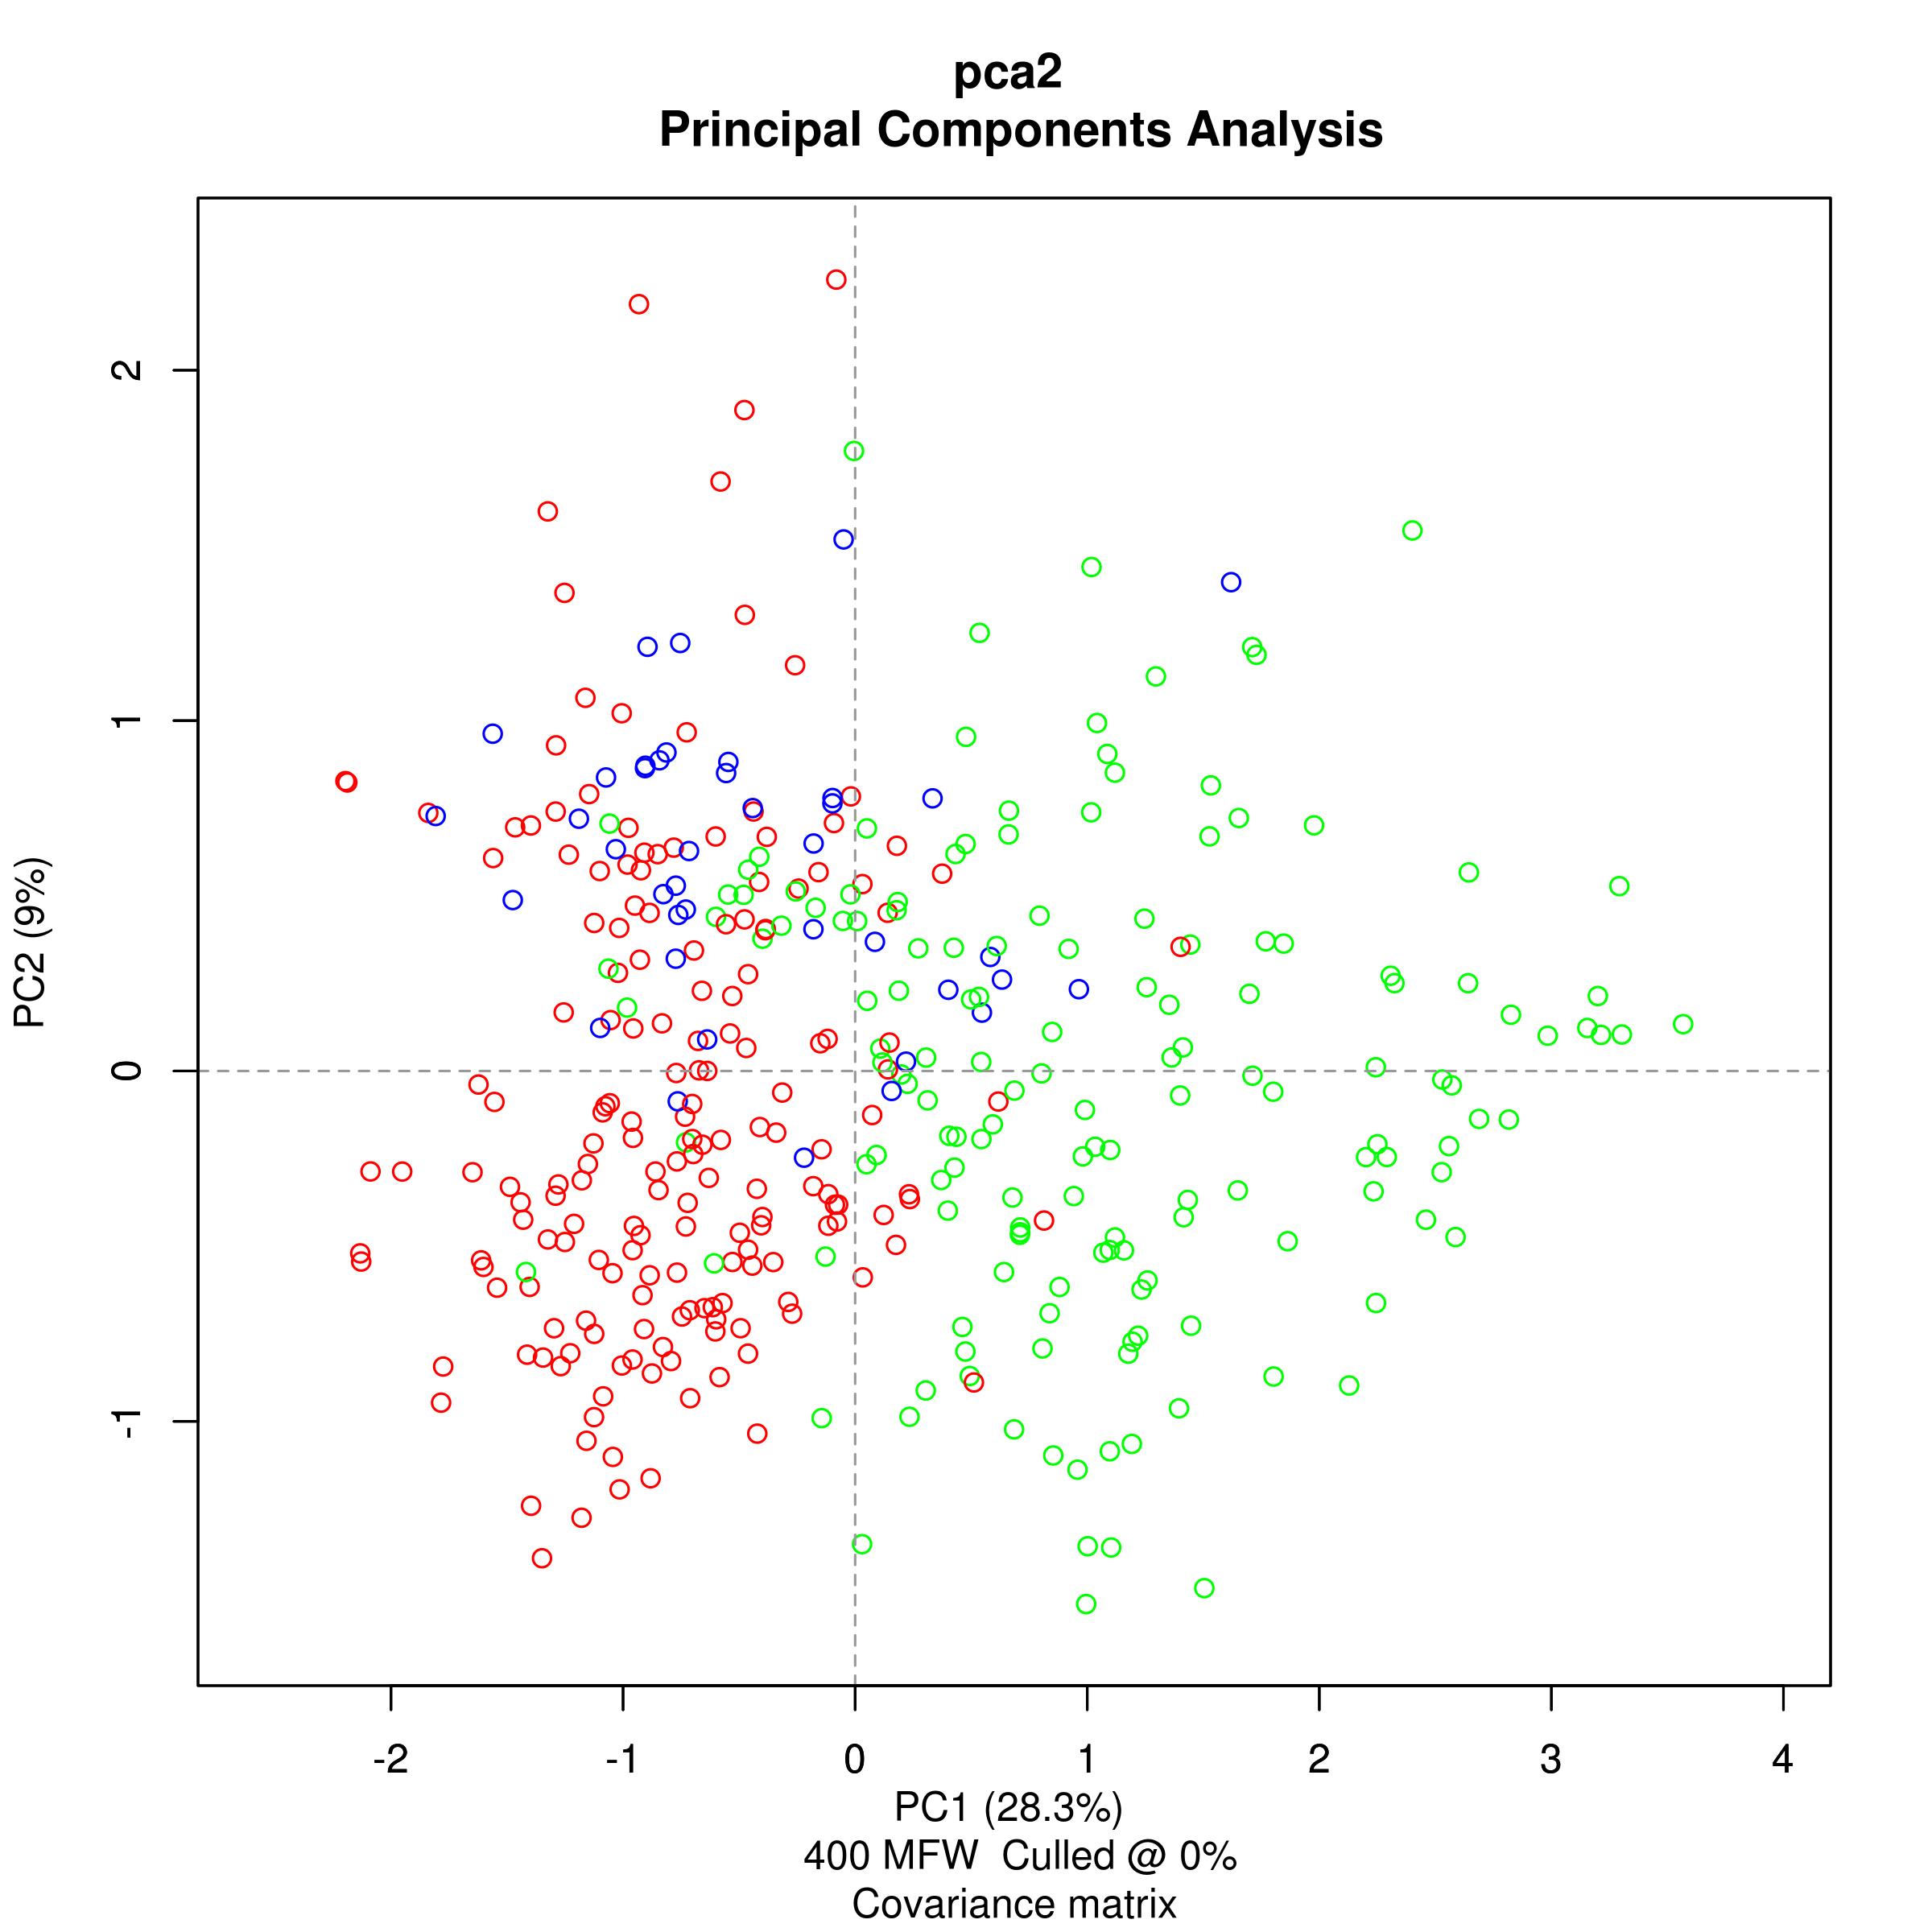 pca2
Principal Components Analysis
2
1
0
-1
PC2 (9%)
-2
-1
0
1
2
3
4
PC1 (28.3%)
400 MFW  Culled @ 0%
Covariance matrix